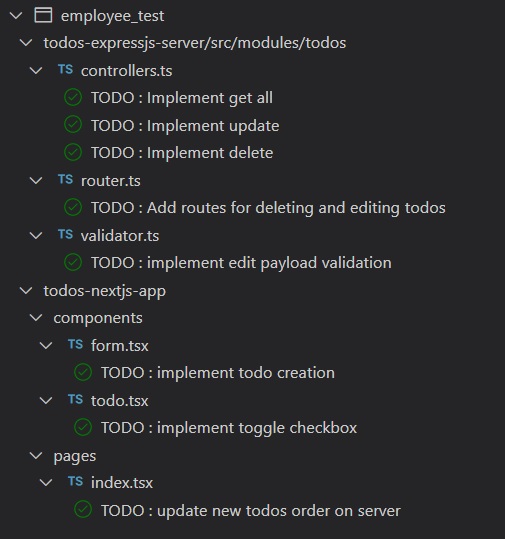 employee_test
todos-expressjs-server/src/modules/todos
TS controllers.ts
TODO : Implement get all
TODO : Implement update
TODO : Implement delete
TS router.ts
TODO : Add routes for deleting and editing todos
TS validator.ts
TODO : implement edit payload validation
todos-nextjs-app
components
TS form.tsx
TODO : implement todo creation
TS todo.tsx
TODO : implement toggle checkbox
pages
TS index.tsx
TODO : update new todos order on server